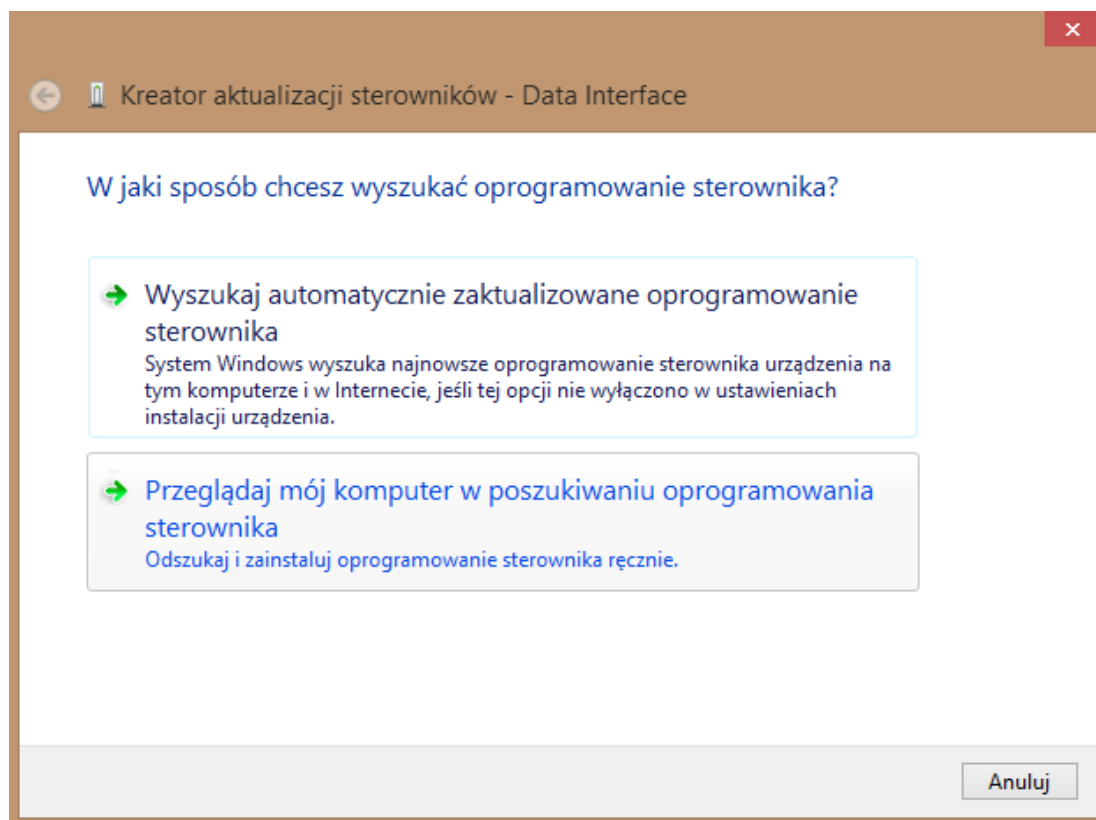 Kreator aktualizacji sterowników - Data Interface
W jaki sposób chcesz wyszukać oprogramowanie sterownika?
Wyszukaj automatycznie zaktualizowane oprogramowanie
sterownika
System Windows wyszuka najnowsze oprogramowanie sterownika urządzenia na
tym komputerze i w Internecie, jeśli tej opcji nie wyłączono w ustawieniach
instalacji urządzenia.
Przeglądaj mój komputer w poszukiwaniu oprogramowania
sterownika
Odszukaj i zainstaluj oprogramowanie sterownika ręcznie.
Anuluj